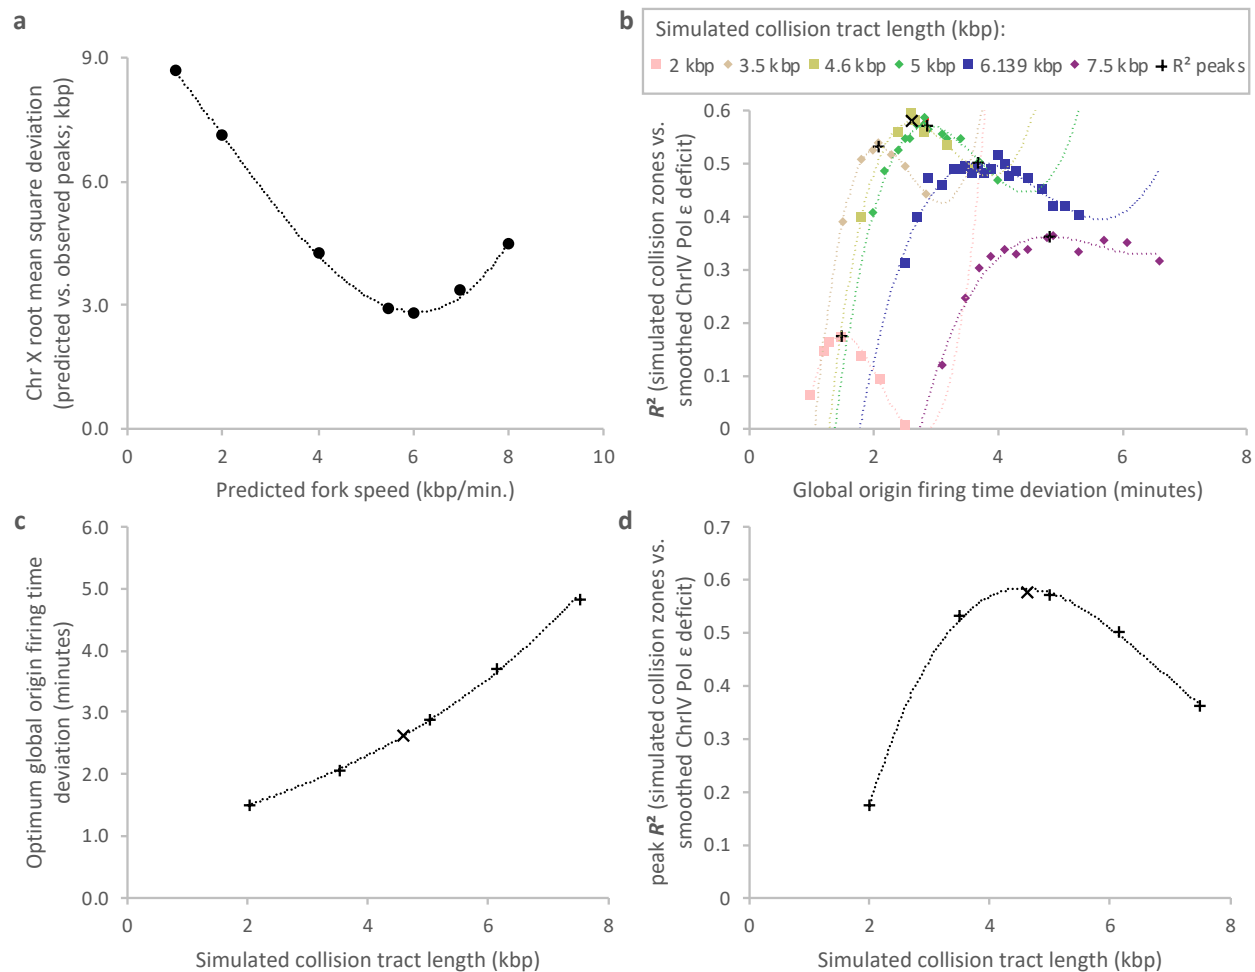 a
9.0
6.0
3.0
0.0
0
2
4
6
8
10
Chr X root mean square deviation
(predicted vs. observed peaks; kbp)
Predicted fork speed (kbp/min.)
b
Simulated collision tract length (kbp):
2 kbp 3.5 kbp 4.6 kbp 5 kbp 6.139 kbp 7.5 kbp R² peaks
0.6
0.5
0.4
0.3
0.2
0.1
0
0
2
4
6
8
R² (simulated collision zones vs.
smoothed ChrIV Pol ε deficit)
Global origin firing time deviation (minutes)
c
6.0
5.0
4.0
3.0
2.0
1.0
0.0
0
2
4
6
8
Optimum global origin firing time
deviation (minutes)
Simulated collision tract length (kbp)
d
0.7
0.6
0.5
0.4
0.3
0.2
0.1
0
0
2
4
6
8
peak R² (simulated collision zones vs.
smoothed ChrIV Pol ε deficit)
Simulated collision tract length (kbp)